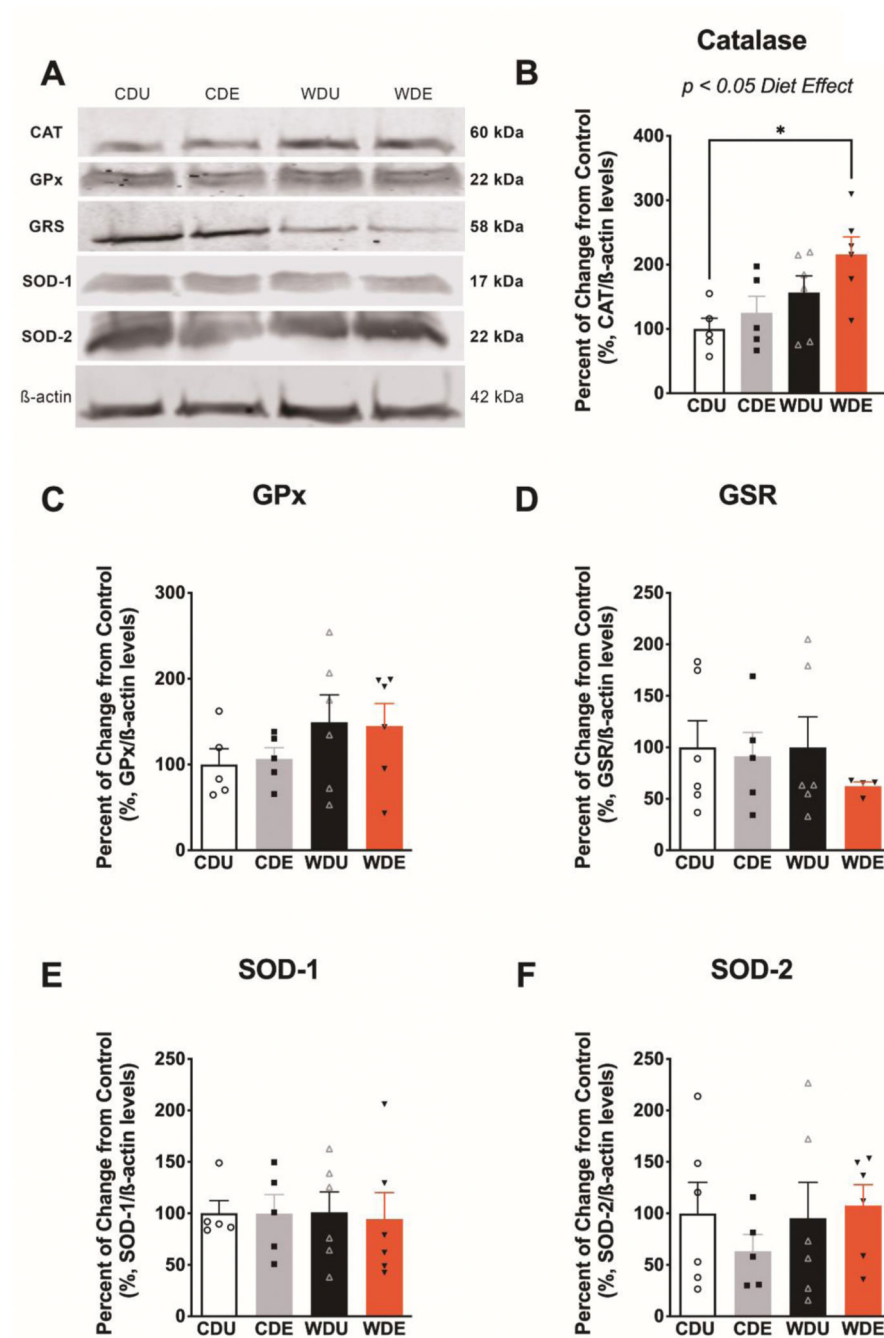 A
CDU CDE WDU WDE
CAT 60 kDa
GPx 22 kDa
GRS 58 kDa
SOD-1 17 kDa
SOD-2 22 kDa
ß-actin 42 kDa
B
Catalase
p < 0.05 Diet Effect
*
Percent of Change from Control
(%, CAT/ß-actin levels)
400
300
200
100
0
CDU CDE WDU WDE
C
GPx
Percent of Change from Control
(%, GPx/ß-actin levels)
300
200
100
0
CDU CDE WDU WDE
D
GSR
Percent of Change from Control
(%, GSR/ß-actin levels)
250
200
150
100
50
0
CDU CDE WDU WDE
E
SOD-1
Percent of Change from Control
(%, SOD-1/ß-actin levels)
250
200
150
100
50
0
CDU CDE WDU WDE
F
SOD-2
Percent of Change from Control
(%, SOD-2/ß-actin levels)
250
200
150
100
50
0
CDU CDE WDU WDE